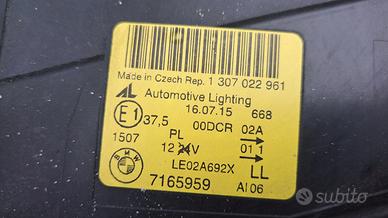 Made in Czech Rep. 1 307 022 961
AL Automotive Lighting
16.07.15 668
E1 37,5 00DCR 02A
1507 PL
12 24V 01.1
BMW
LE02A692X LL
7165959 AI 06
subito